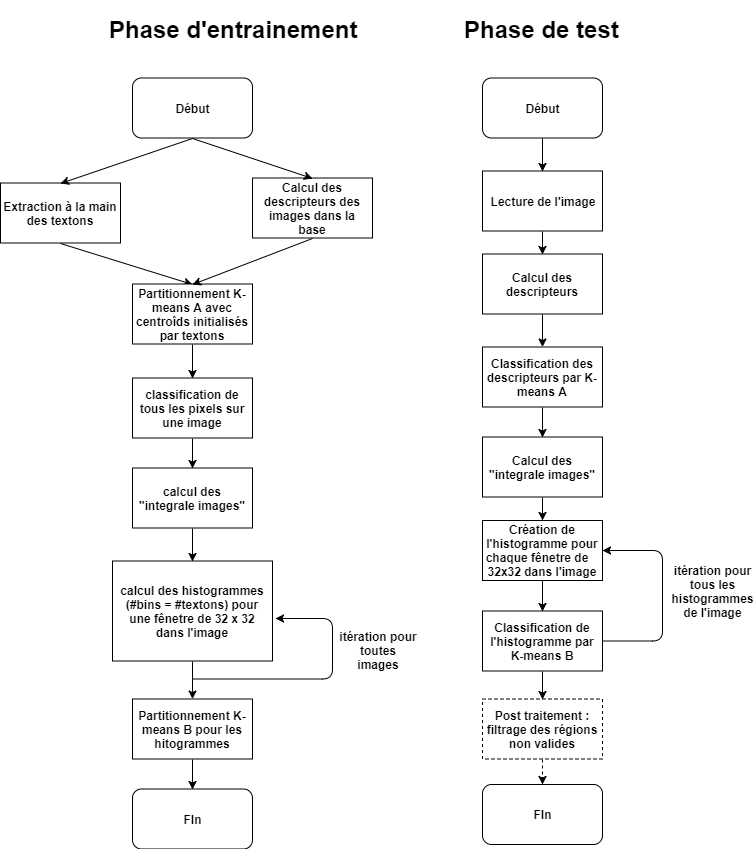 Phase d'entrainement
Début
Extraction à la main
des textons
Calcul des
descripteurs des
images dans la
base
Partitionnement K-
means A avec
centroîds initialisés
par textons
classification de
tous les pixels sur
une image
calcul des
"integrale images"
calcul des histogrammes
(#bins = #textons) pour
une fênetre de 32 x 32
dans l'image
itération pour
toutes
images
Partitionnement K-
means B pour les
hitogrammes
FIn
Phase de test
Début
Lecture de l'image
Calcul des
descripteurs
Classification des
descripteurs par K-
means A
Calcul des
"integrale images"
Création de
l'histogramme pour
chaque fênetre de
32x32 dans l'image
itération pour
tous les
histogrammes
de l'image
Classification de
l'histogramme par
K-means B
Post traitement :
filtrage des régions
non valides
FIn